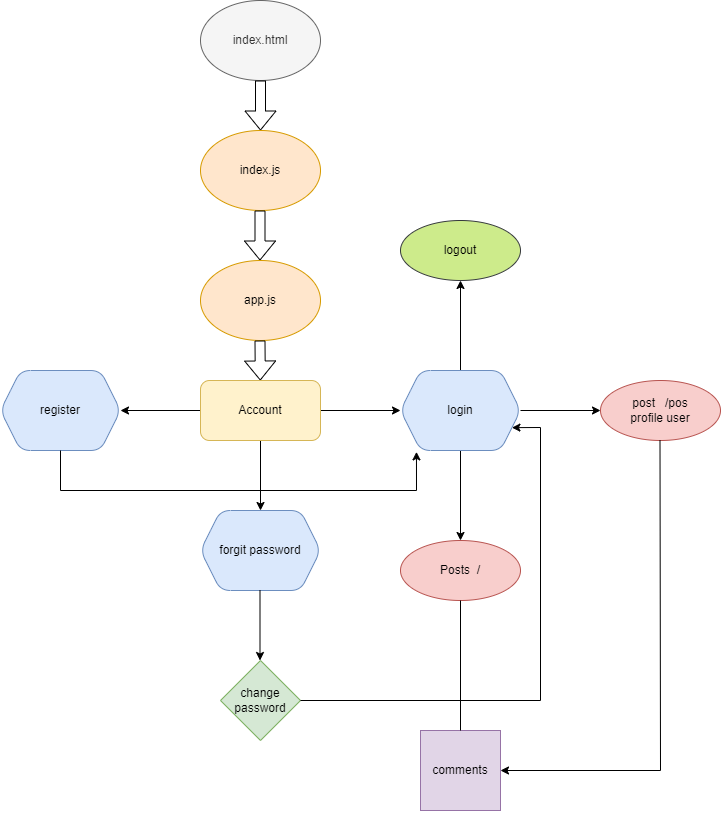 index.html
index.js
logout
app.js
register
Account
login
post /pos
profile user
forgit password
Posts /
change
password
comments